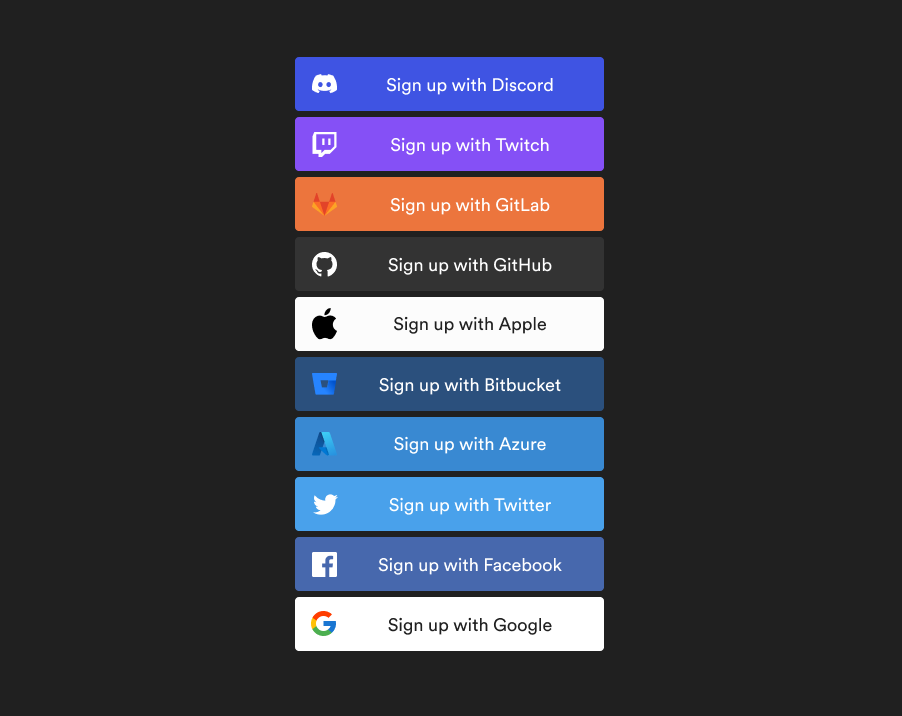 Sign up with Discord
Sign up with Twitch
Sign up with GitLab
Sign up with GitHub
Sign up with Apple
Sign up with Bitbucket
Sign up with Azure
Sign up with Twitter
Sign up with Facebook
Sign up with Google